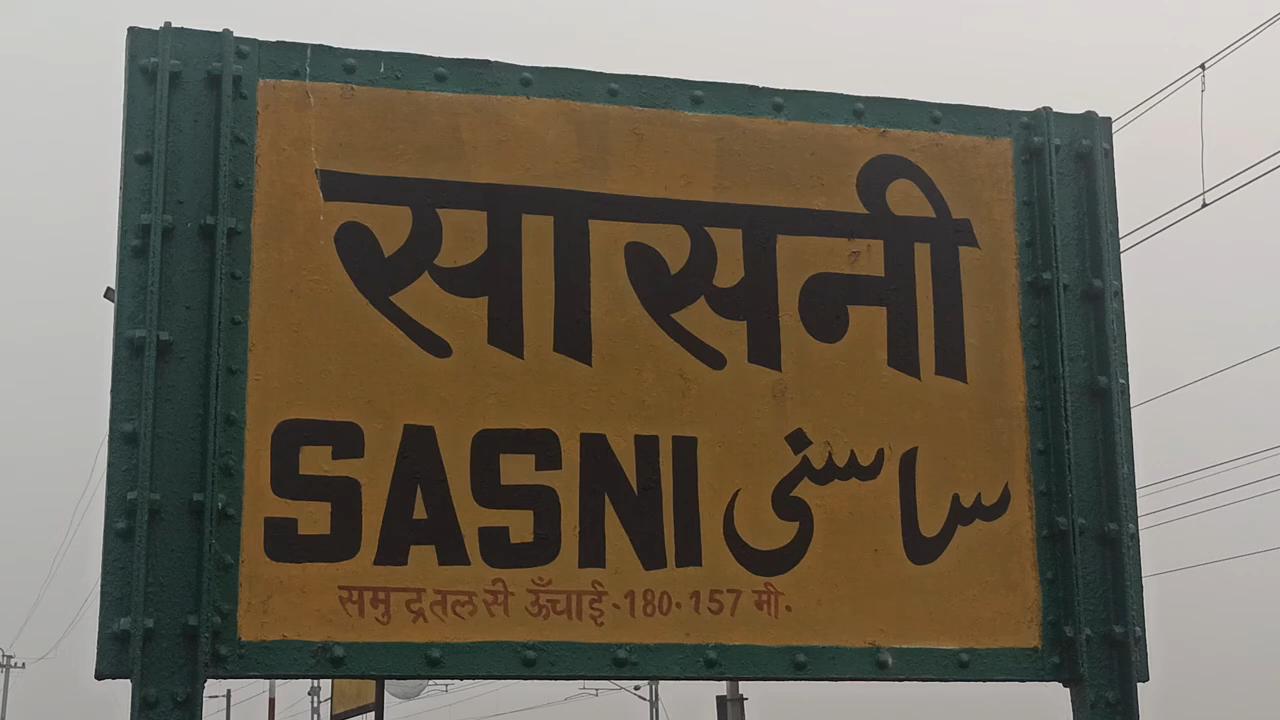 सासनी
SASNI ساسنی
समुद्रतल से ऊँचाई-180.157 मी.